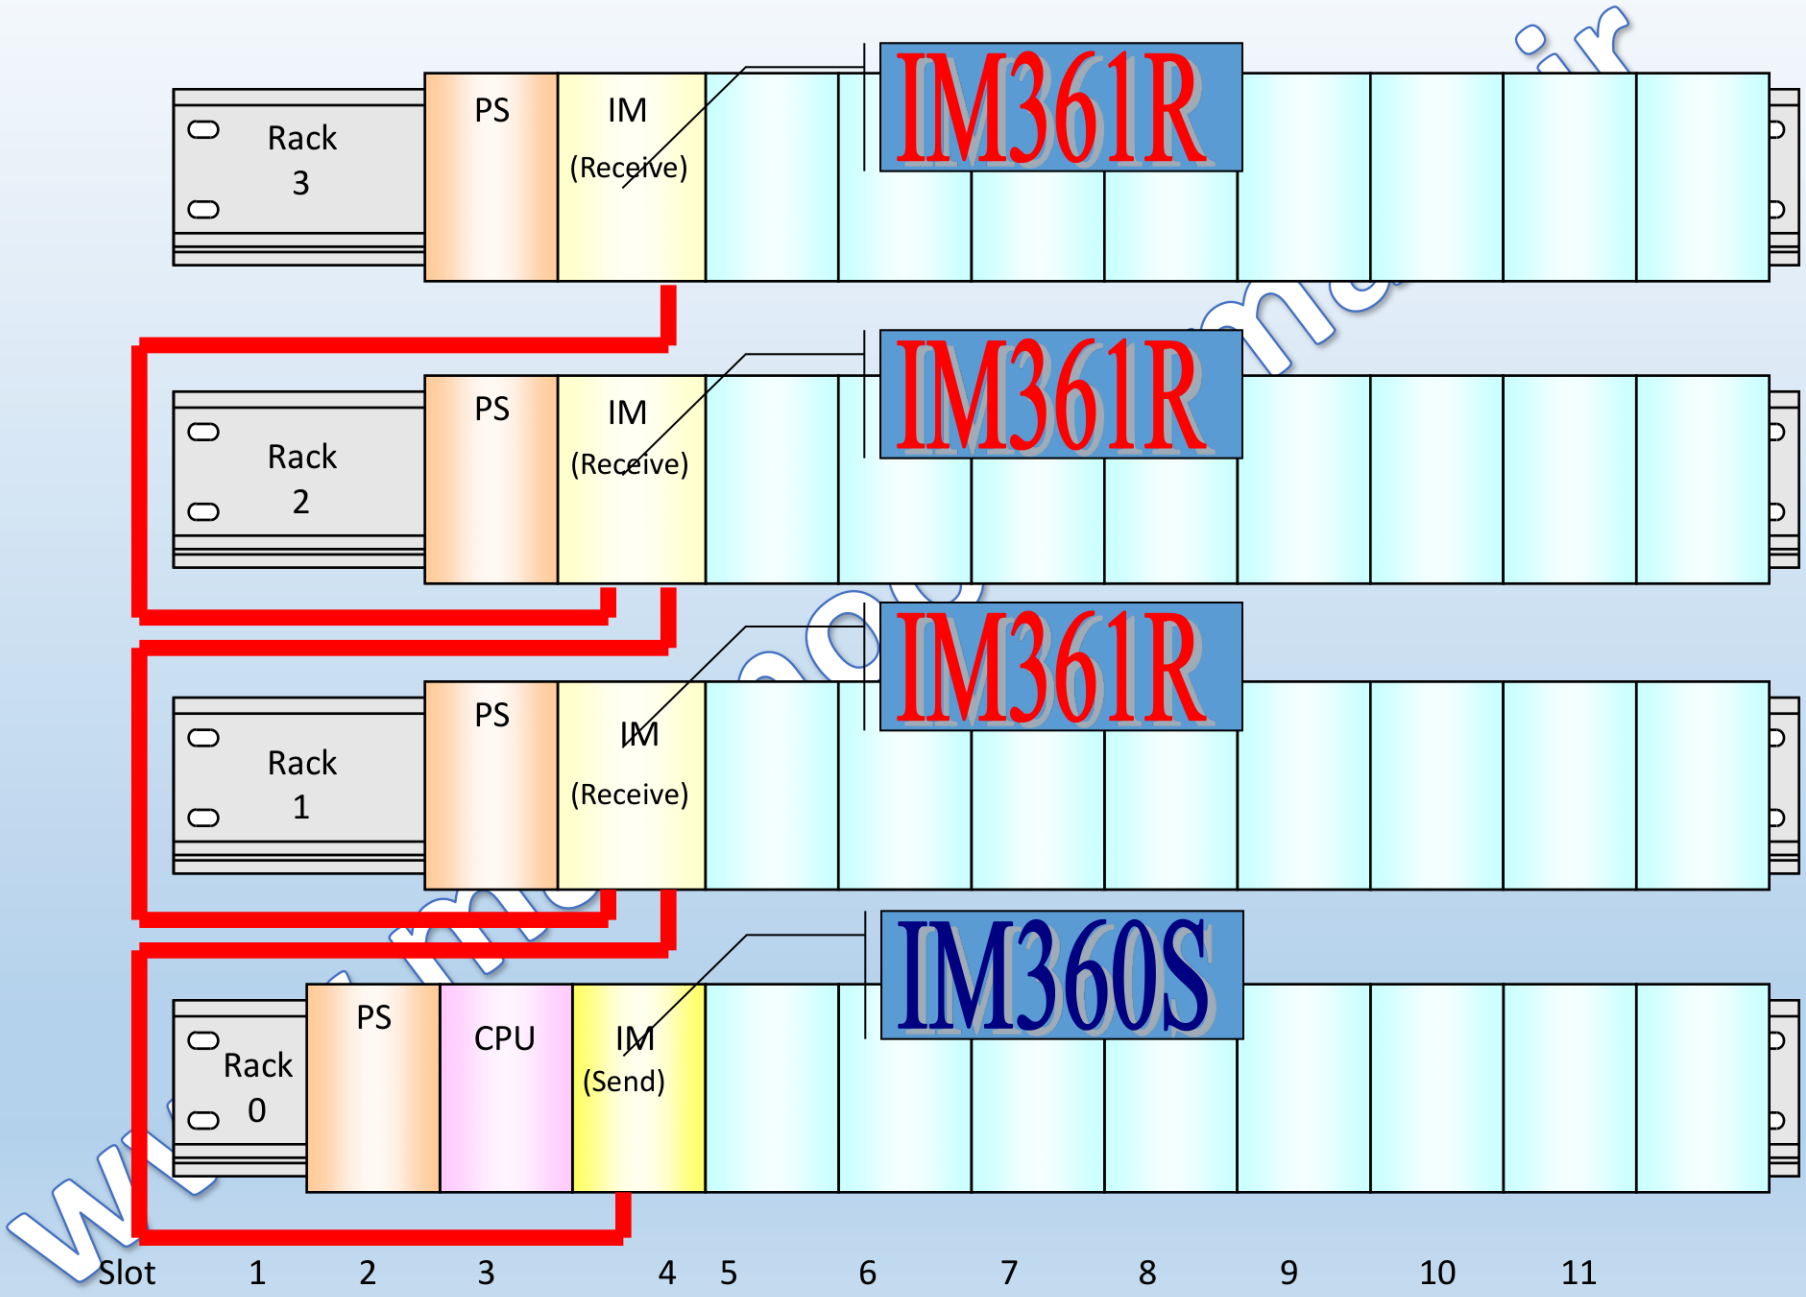 IM361R
PS
IM
Rack
3
(Receive)
IM361R
PS
IM
Rack
2
(Receive)
IM361R
PS
IM
Rack
1
(Receive)
IM360S
PS
CPU
IM
Rack
0
(Send)
Slot 1 2 3 4 5 6 7 8 9 10 11